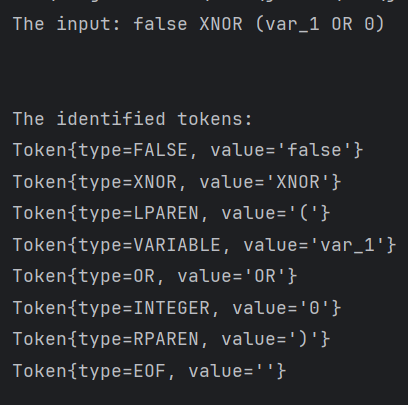 The input: false XNOR (var_1 OR 0)
The identified tokens:
Token{type=FALSE, value='false'}
Token{type=XNOR, value='XNOR'}
Token{type=LPAREN, value='('}
Token{type=VARIABLE, value='var_1'}
Token{type=OR, value='OR'}
Token{type=INTEGER, value='0'}
Token{type=RPAREN, value=')'}
Token{type=EOF, value=''}